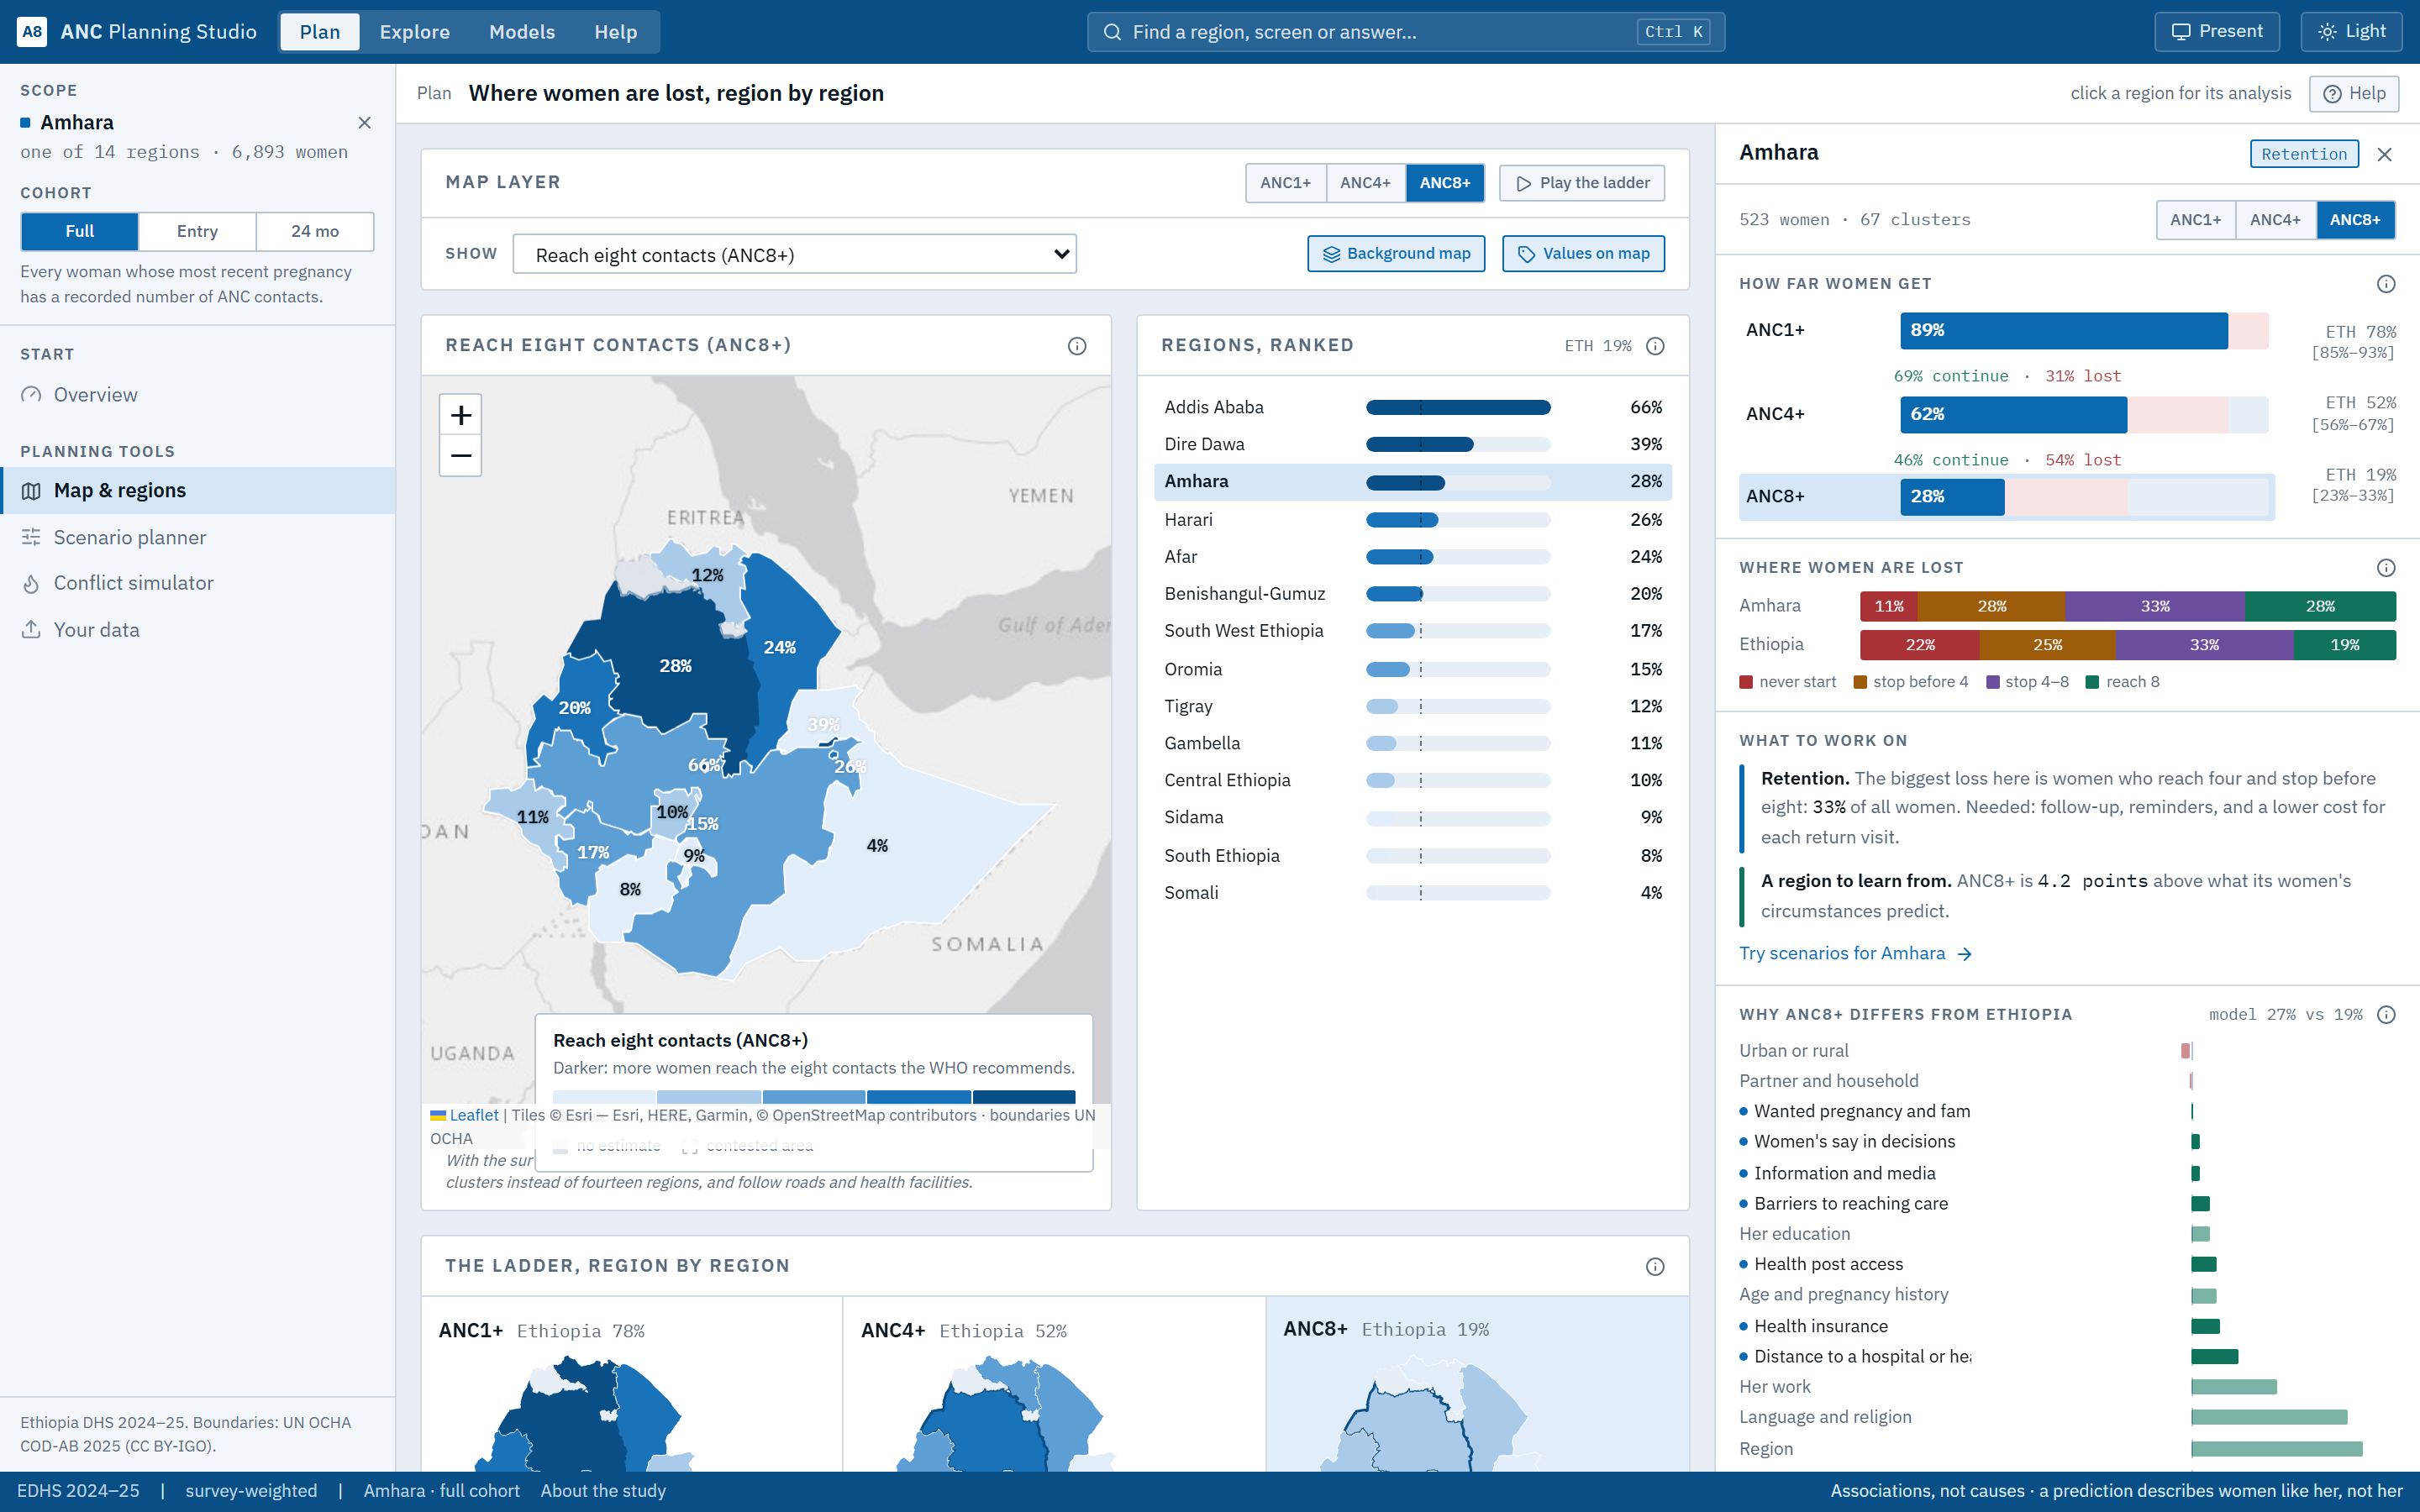 A8 ANC Planning Studio Plan Explore Models Help Find a region, screen or answer... Ctrl K Present Light
SCOPE
Amhara
one of 14 regions · 6,893 women
COHORT
Full Entry 24 mo
Every woman whose most recent pregnancy
has a recorded number of ANC contacts.
START
Overview
PLANNING TOOLS
Map & regions
Scenario planner
Conflict simulator
Your data
Ethiopia DHS 2024–25. Boundaries: UN OCHA
COD-AB 2025 (CC BY-IGO).
Plan Where women are lost, region by region click a region for its analysis Help
MAP LAYER ANC1+ ANC4+ ANC8+ Play the ladder
SHOW Reach eight contacts (ANC8+) Background map Values on map
REACH EIGHT CONTACTS (ANC8+)
+
−
YEMEN
ERITREA
12%
Gulf of Aden
24%
28%
20%
39%
66%
26%
10%
11%
15%
DAN
17%
9%
4%
8%
SOMALIA
UGANDA
Reach eight contacts (ANC8+)
Darker: more women reach the eight contacts the WHO recommends.
Leaflet | Tiles © Esri — Esri, HERE, Garmin, © OpenStreetMap contributors · boundaries UN
OCHA
no estimate contested area
With the sur
clusters instead of fourteen regions, and follow roads and health facilities.
REGIONS, RANKED ETH 19%
Addis Ababa 66%
Dire Dawa 39%
Amhara 28%
Harari 26%
Afar 24%
Benishangul-Gumuz 20%
South West Ethiopia 17%
Oromia 15%
Tigray 12%
Gambella 11%
Central Ethiopia 10%
Sidama 9%
South Ethiopia 8%
Somali 4%
THE LADDER, REGION BY REGION
ANC1+ Ethiopia 78%
ANC4+ Ethiopia 52%
ANC8+ Ethiopia 19%
Amhara Retention
523 women · 67 clusters ANC1+ ANC4+ ANC8+
HOW FAR WOMEN GET
ANC1+ 89% ETH 78%
[85%–93%]
69% continue · 31% lost
ANC4+ 62% ETH 52%
[56%–67%]
46% continue · 54% lost
ANC8+ 28% ETH 19%
[23%–33%]
WHERE WOMEN ARE LOST
Amhara 11% 28% 33% 28%
Ethiopia 22% 25% 33% 19%
never start stop before 4 stop 4–8 reach 8
WHAT TO WORK ON
Retention. The biggest loss here is women who reach four and stop before
eight: 33% of all women. Needed: follow-up, reminders, and a lower cost for
each return visit.
A region to learn from. ANC8+ is 4.2 points above what its women's
circumstances predict.
Try scenarios for Amhara →
WHY ANC8+ DIFFERS FROM ETHIOPIA model 27% vs 19%
Urban or rural
Partner and household
Wanted pregnancy and fam
Women's say in decisions
Information and media
Barriers to reaching care
Her education
Health post access
Age and pregnancy history
Health insurance
Distance to a hospital or hea
Her work
Language and religion
Region
EDHS 2024–25 | survey-weighted | Amhara · full cohort About the study Associations, not causes · a prediction describes women like her, not her